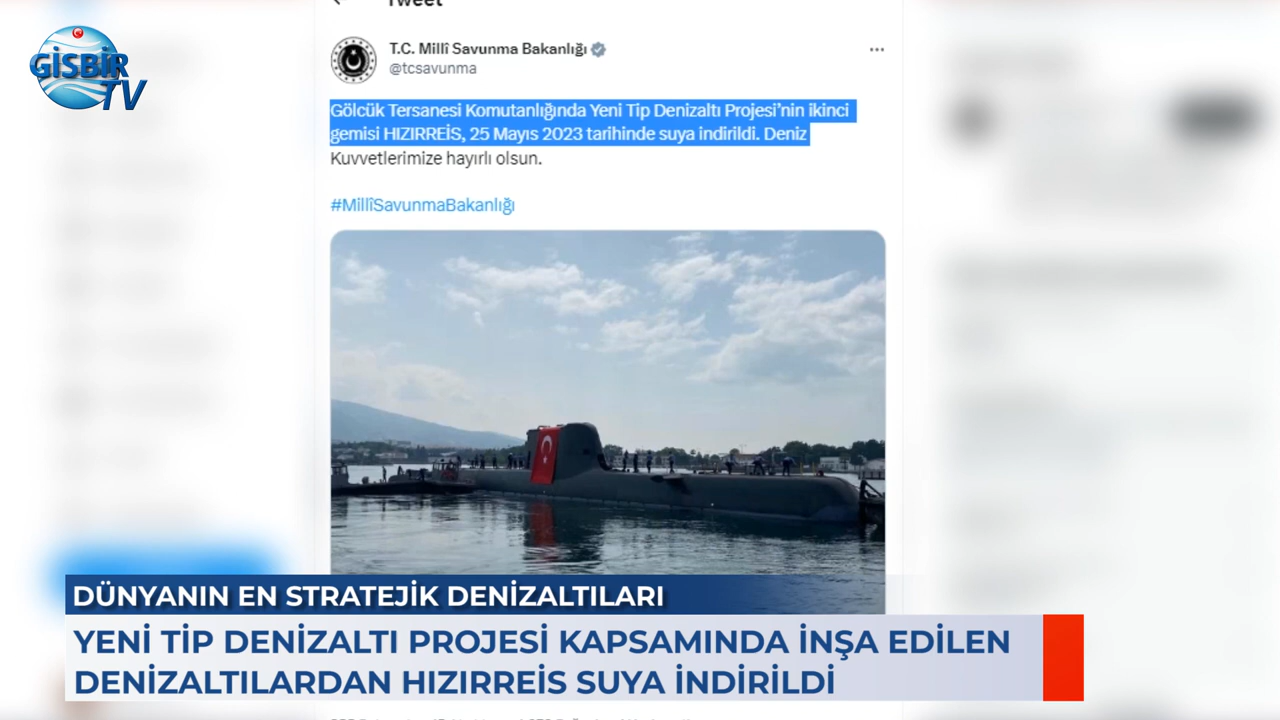 Tweet
GİSBİR
TV
T.C. Millî Savunma Bakanlığı
@tcsavunma
Gölcük Tersanesi Komutanlığında Yeni Tip Denizaltı Projesi’nin ikinci
gemisi HIZIRREİS, 25 Mayıs 2023 tarihinde suya indirildi. Deniz
Kuvvetlerimize hayırlı olsun.
#MillîSavunmaBakanlığı
DÜNYANIN EN STRATEJİK DENİZALTILARI
YENİ TİP DENİZALTI PROJESİ KAPSAMINDA İNŞA EDİLEN
DENİZALTILARDAN HIZIRREİS SUYA İNDİRİLDİ